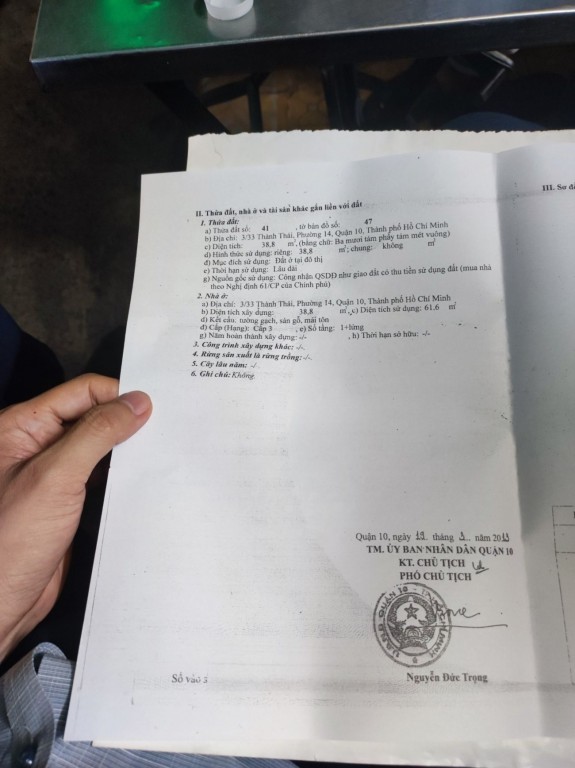 II. Thửa đất, nhà ở và tài sản khác gắn liền với đất
III. Sơ đ
1. Thửa đất:
a) Thửa đất số: 41 , tờ bản đồ số: 47
b) Địa chỉ: 3/33 Thành Thái, Phường 14, Quận 10, Thành phố Hồ Chí Minh
c) Diện tích: 38,8 m², (bằng chữ: Ba mươi tám phẩy tám mét vuông)
d) Hình thức sử dụng: riêng: 38,8 m²; chung: không m²
đ) Mục đích sử dụng: Đất ở tại đô thị
e) Thời hạn sử dụng: Lâu dài
g) Nguồn gốc sử dụng: Công nhận QSDĐ như giao đất có thu tiền sử dụng đất (mua nhà
theo Nghị định 61/CP của Chính phủ)
2. Nhà ở:
a) Địa chỉ: 3/33 Thành Thái, Phường 14, Quận 10, Thành phố Hồ Chí Minh
b) Diện tích xây dựng: 38,8 m², c) Diện tích sử dụng: 61,6 m²
d) Kết cấu: tường gạch, sàn gỗ, mái tôn
đ) Cấp (Hạng): Cấp 3 , e) Số tầng: 1+lửng
g) Năm hoàn thành xây dựng: -/- , h) Thời hạn sở hữu: -/-
3. Công trình xây dựng khác: -/-
4. Rừng sản xuất là rừng trồng: -/-
5. Cây lâu năm: -/-
6. Ghi chú: Không.
Quận 10, ngày tháng năm
TM. ỦY BAN NHÂN DÂN QUẬN 10
KT. CHỦ TỊCH
PHÓ CHỦ TỊCH
Nguyễn Đức Trọng
Số vào s